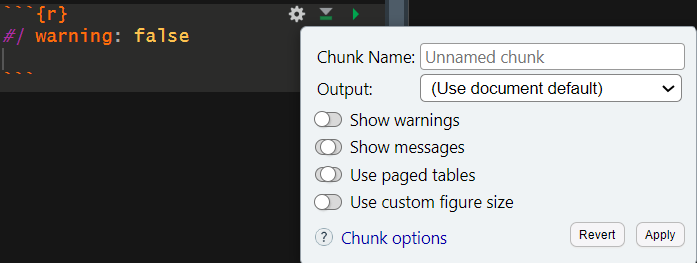 ```{r}
#| warning: false
```
Chunk Name: Unnamed chunk
Output: (Use document default)
Show warnings
Show messages
Use paged tables
Use custom figure size
? Chunk options Revert Apply